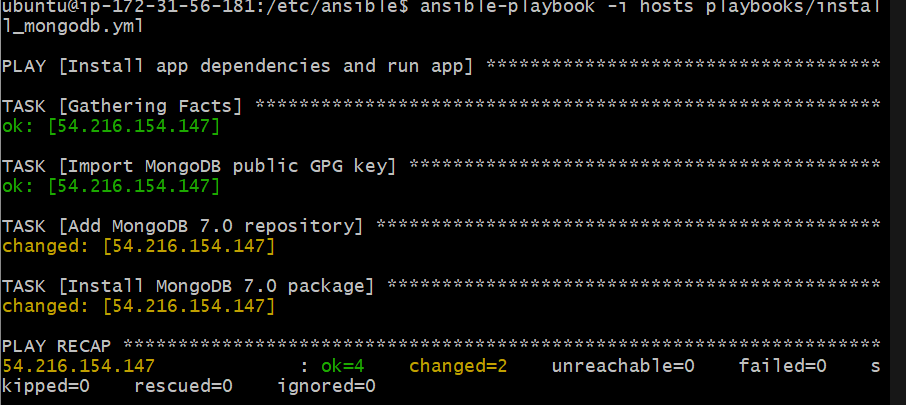 ubuntu@ip-172-31-56-181:/etc/ansible$ ansible-playbook -i hosts playbooks/instal
l_mongodb.yml
PLAY [Install app dependencies and run app] ************************************
TASK [Gathering Facts] *********************************************************
ok: [54.216.154.147]
TASK [Import MongoDB public GPG key] *******************************************
ok: [54.216.154.147]
TASK [Add MongoDB 7.0 repository] **********************************************
changed: [54.216.154.147]
TASK [Install MongoDB 7.0 package] *********************************************
changed: [54.216.154.147]
PLAY RECAP *********************************************************************
54.216.154.147             : ok=4    changed=2    unreachable=0    failed=0    s
kipped=0    rescued=0    ignored=0